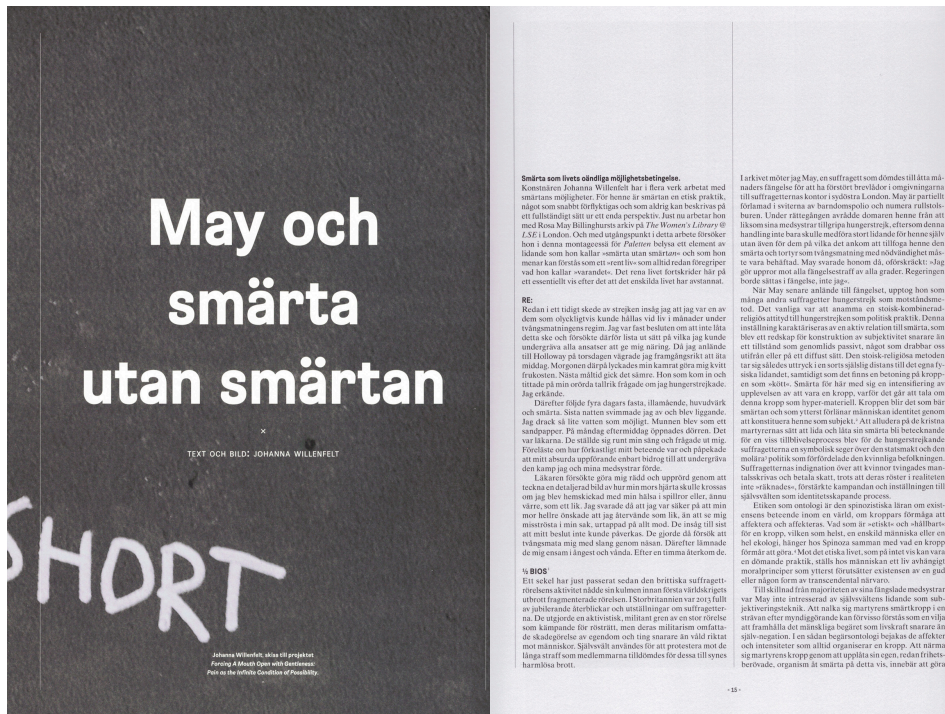 May och
smärta
utan smärtan
×
TEXT OCH BILD: JOHANNA WILLENFELT
SHORT
Johanna Willenfelt, skiss till projektet
Forcing A Mouth Open with Gentleness:
Pain as the Infinite Condition of Possibility.
Smärta som livets oändliga möjlighetsbetingelse.
Konstnären Johanna Willenfelt har i flera verk arbetat med
smärtans möjligheter. För henne är smärtan en etisk praktik,
något som snabbt förflyktigas och som aldrig kan beskrivas på
ett fullständigt sätt ur ett enda perspektiv. Just nu arbetar hon
med Rosa May Billinghursts arkiv på The Women's Library @
LSE i London. Och med utgångspunkt i detta arbete försöker
hon i denna montageessä för Paletten belysa ett element av
lidande som hon kallar »smärta utan smärtan« och som hon
menar kan förstås som ett »rent liv« som alltid redan föregriper
vad hon kallar »varandet«. Det rena livet fortskrider här på
ett essentiellt vis efter det att det enskilda livet har avstannat.
RE:
Redan i ett tidigt skede av strejken insåg jag att jag var en av
dem som olyckligtvis kunde hållas vid liv i månader under
tvångsmatningens regim. Jag var fast besluten om att inte låta
detta ske och försökte därför lista ut sätt på vilka jag kunde
undergräva alla ansatser att ge mig näring. Då jag anlände
till Holloway på torsdagen vägrade jag framgångsrikt att äta
middag. Morgonen därpå lyckades min kamrat göra mig kvitt
frukosten. Nästa måltid gick det sämre. Hon som kom in och
tittade på min orörda tallrik frågade om jag hungerstrejkade.
Jag erkände.
Därefter följde fyra dagars fasta, illamående, huvudvärk
och smärta. Sista natten svimmade jag av och blev liggande.
Jag drack så lite vatten som möjligt. Munnen blev som ett
sandpapper. På måndag eftermiddag öppnades dörren. Det
var läkarna. De ställde sig runt min säng och frågade ut mig.
Föreläste om hur förkastligt mitt beteende var och påpekade
att mitt absurda uppförande enbart bidrog till att undergräva
den kamp jag och mina medsystrar förde.
Läkaren försökte göra mig rädd och upprörd genom att
teckna en detaljerad bild av hur min mors hjärta skulle krossas
om jag blev hemskickad med min hälsa i spillror eller, ännu
värre, som ett lik. Jag svarade då att jag var säker på att min
mor hellre önskade att jag återvände som lik, än att se mig
misströsta i min sak, urtappad på allt mod. De insåg till sist
att mitt beslut inte kunde påverkas. De gjorde då försök att
tvångsmata mig med slang genom näsan. Därefter lämnade
de mig ensam i ångest och vånda. Efter en timma återkom de.
½ BIOS¹
Ett sekel har just passerat sedan den brittiska suffragett-
rörelsens aktivitet nådde sin kulmen innan första världskrigets
utbrott fragmenterade rörelsen. I Storbritannien var 2013 fullt
av jubilerande återblickar och utställningar om suffragetter-
na. De utgjorde en aktivistisk, militant gren av en stor rörelse
som kämpande för rösträtt, men deras militarism omfatta-
de skadegörelse av egendom och ting snarare än våld riktat
mot människor. Självsvält användes för att protestera mot de
långa straff som medlemmarna tilldömdes för dessa till synes
harmlösa brott.
I arkivet möter jag May, en suffragett som dömdes till åtta må-
naders fängelse för att ha förstört brevlådor i omgivningarna
till suffragetternas kontor i sydöstra London. May är partiellt
förlamad i sviterna av barndomspolio och numera rullstols-
buren. Under rättegången avrådde domaren henne från att
liksom sina medsystrar tillgripa hungerstrejk, eftersom denna
handling inte bara skulle medföra stort lidande för henne själv
utan även för dem på vilka det ankom att tillfoga henne den
smärta och tortyr som tvångsmatning med nödvändighet mås-
te vara behäftad. May svarade honom då, oförskräckt: »Jag
gör uppror mot alla fängelsestraff av alla grader. Regeringen
borde sättas i fängelse, inte jag«.
När May senare anlände till fängelset, upptog hon som
många andra suffragetter hungerstrejk som motståndsme-
tod. Det vanliga var att anamma en stoisk-kombinerad-
religiös attityd till hungerstrejken som politisk praktik. Denna
inställning karaktäriseras av en aktiv relation till smärta, som
blev ett redskap för konstruktion av subjektivitet snarare än
ett tillstånd som genomlids passivt, något som drabbar oss
utifrån eller på ett diffust sätt. Den stoisk-religiösa metoden
tar sig således uttryck i en sorts själslig distans till det egna fy-
siska lidandet, samtidigt som det finns en betoning på kropp-
en som »kött«. Smärta för här med sig en intensifiering av
upplevelsen av att vara en kropp, varför det går att tala om
denna kropp som hyper-materiell. Kroppen blir det som bär
smärtan och som ytterst förlänar människan identitet genom
att konstituera henne som subjekt.² Att alludera på de kristna
martyrernas sätt att lida och låta sin smärta bli betecknande
för en viss tillblivelseprocess blev för de hungerstrejkande
suffragetterna en symbolisk seger över den statsmakt och den
molära³ politik som förfördelade den kvinnliga befolkningen.
Suffragetternas indignation över att kvinnor tvingades man-
talsskrivas och betala skatt, trots att deras röster i realiteten
inte »räknades«, förstärkte kampandan och inställningen till
självsvälten som identitetsskapande process.
Etiken som ontologi är den spinozistiska läran om exist-
ensens beteende inom en värld, om kroppars förmåga att
affektera och affekteras. Vad som är »etiskt« och »hållbart«
för en kropp, vilken som helst, en enskild människa eller en
hel ekologi, hänger hos Spinoza samman med vad en kropp
förmår att göra.⁴ Mot det etiska livet, som på intet vis kan vara
en dömande praktik, ställs hos människan ett liv avhängigt
moralprinciper som ytterst förutsätter existensen av en gud
eller någon form av transcendental närvaro.
Till skillnad från majoriteten av sina fängslade medsystrar
var May inte intresserad av självsvältens lidande som sub-
jektiveringsteknik. Att nalka sig martyrens smärtkropp i en
strävan efter myndiggörande kan förvisso förstås som en vilja
att framhålla det mänskliga begäret som livskraft snarare än
själv-negation. I en sådan begärsontologi bejakas de affekter
och intensiteter som alltid organiserar en kropp. Att närma
sig martyrens kropp genom att upplåta sin egen, redan frihets-
berövade, organism åt smärta på detta vis, innebär att göra
- 15 -